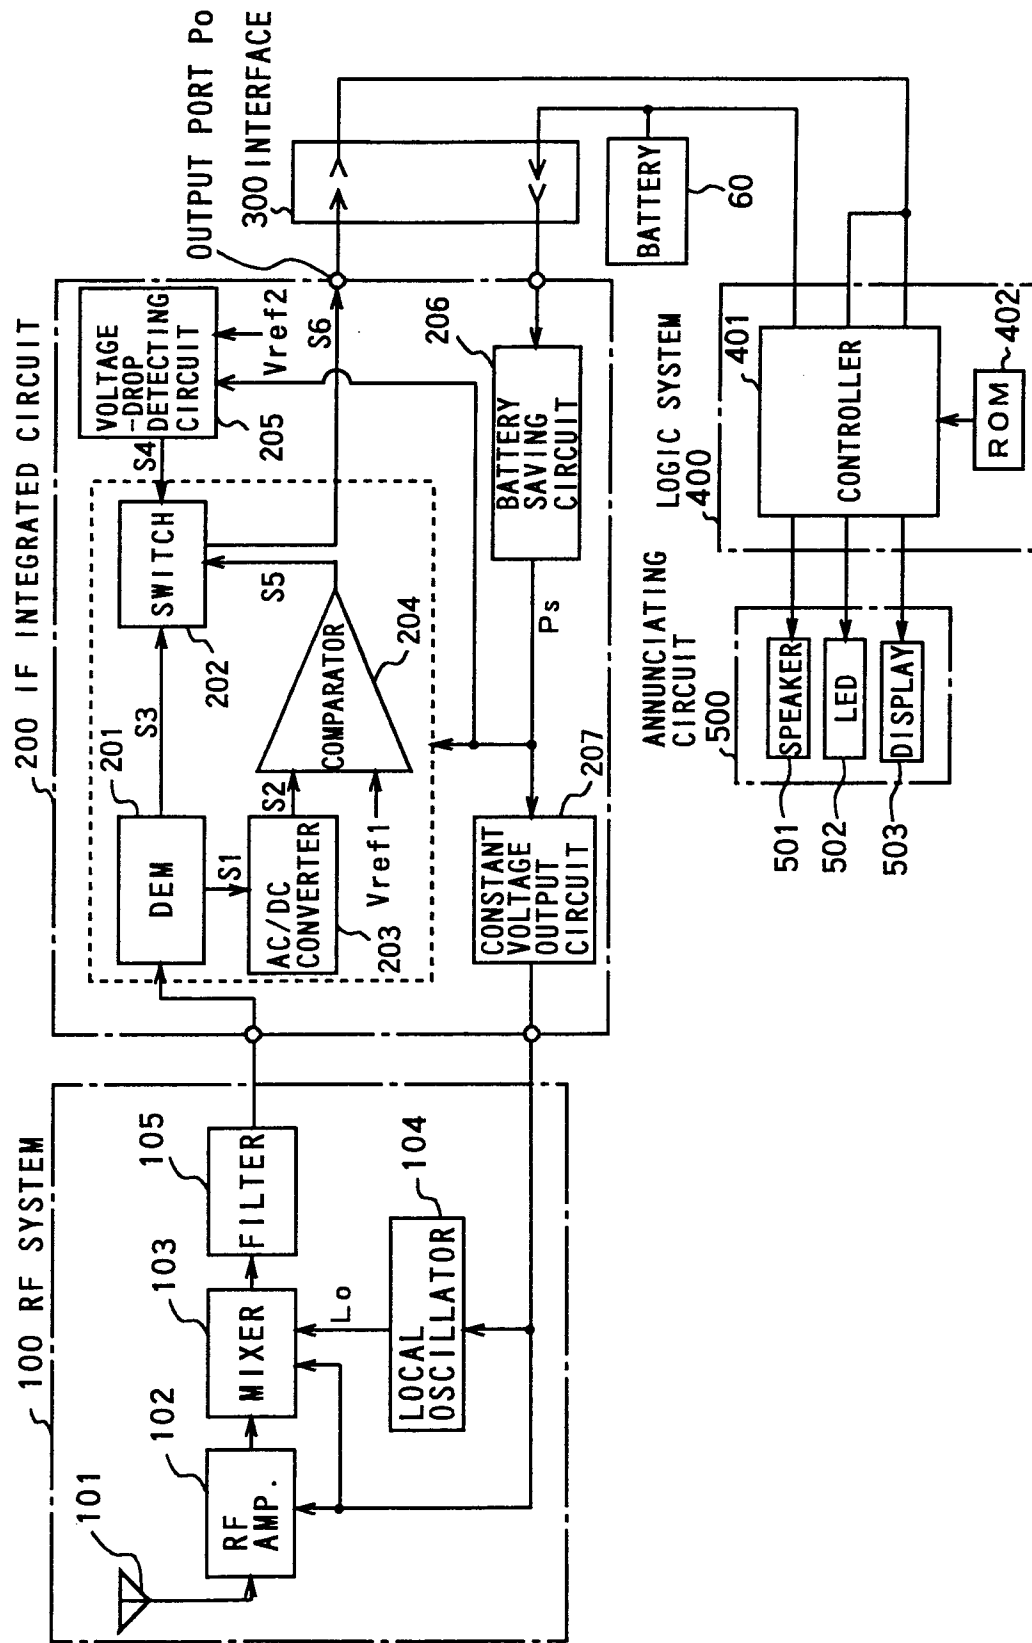 100 RF SYSTEM
101
102
RF
AMP.
103
MIXER
105
FILTER
Lo
104
LOCAL
OSCILLATOR
200 IF INTEGRATED CIRCUIT
201
DEM
S1
S3
AC/DC
CONVERTER
203
S2
Vref1
COMPARATOR
204
S5
SWITCH
202
S4
VOLTAGE
-DROP
DETECTING
CIRCUIT
205
Vref2
S6
206
BATTERY
SAVING
CIRCUIT
Ps
207
CONSTANT
VOLTAGE
OUTPUT
CIRCUIT
OUTPUT PORT Po
300 INTERFACE
BATTERY
60
LOGIC SYSTEM
400
401
CONTROLLER
402
ROM
ANNUNCIATING
CIRCUIT
500
SPEAKER
501
LED
502
DISPLAY
503